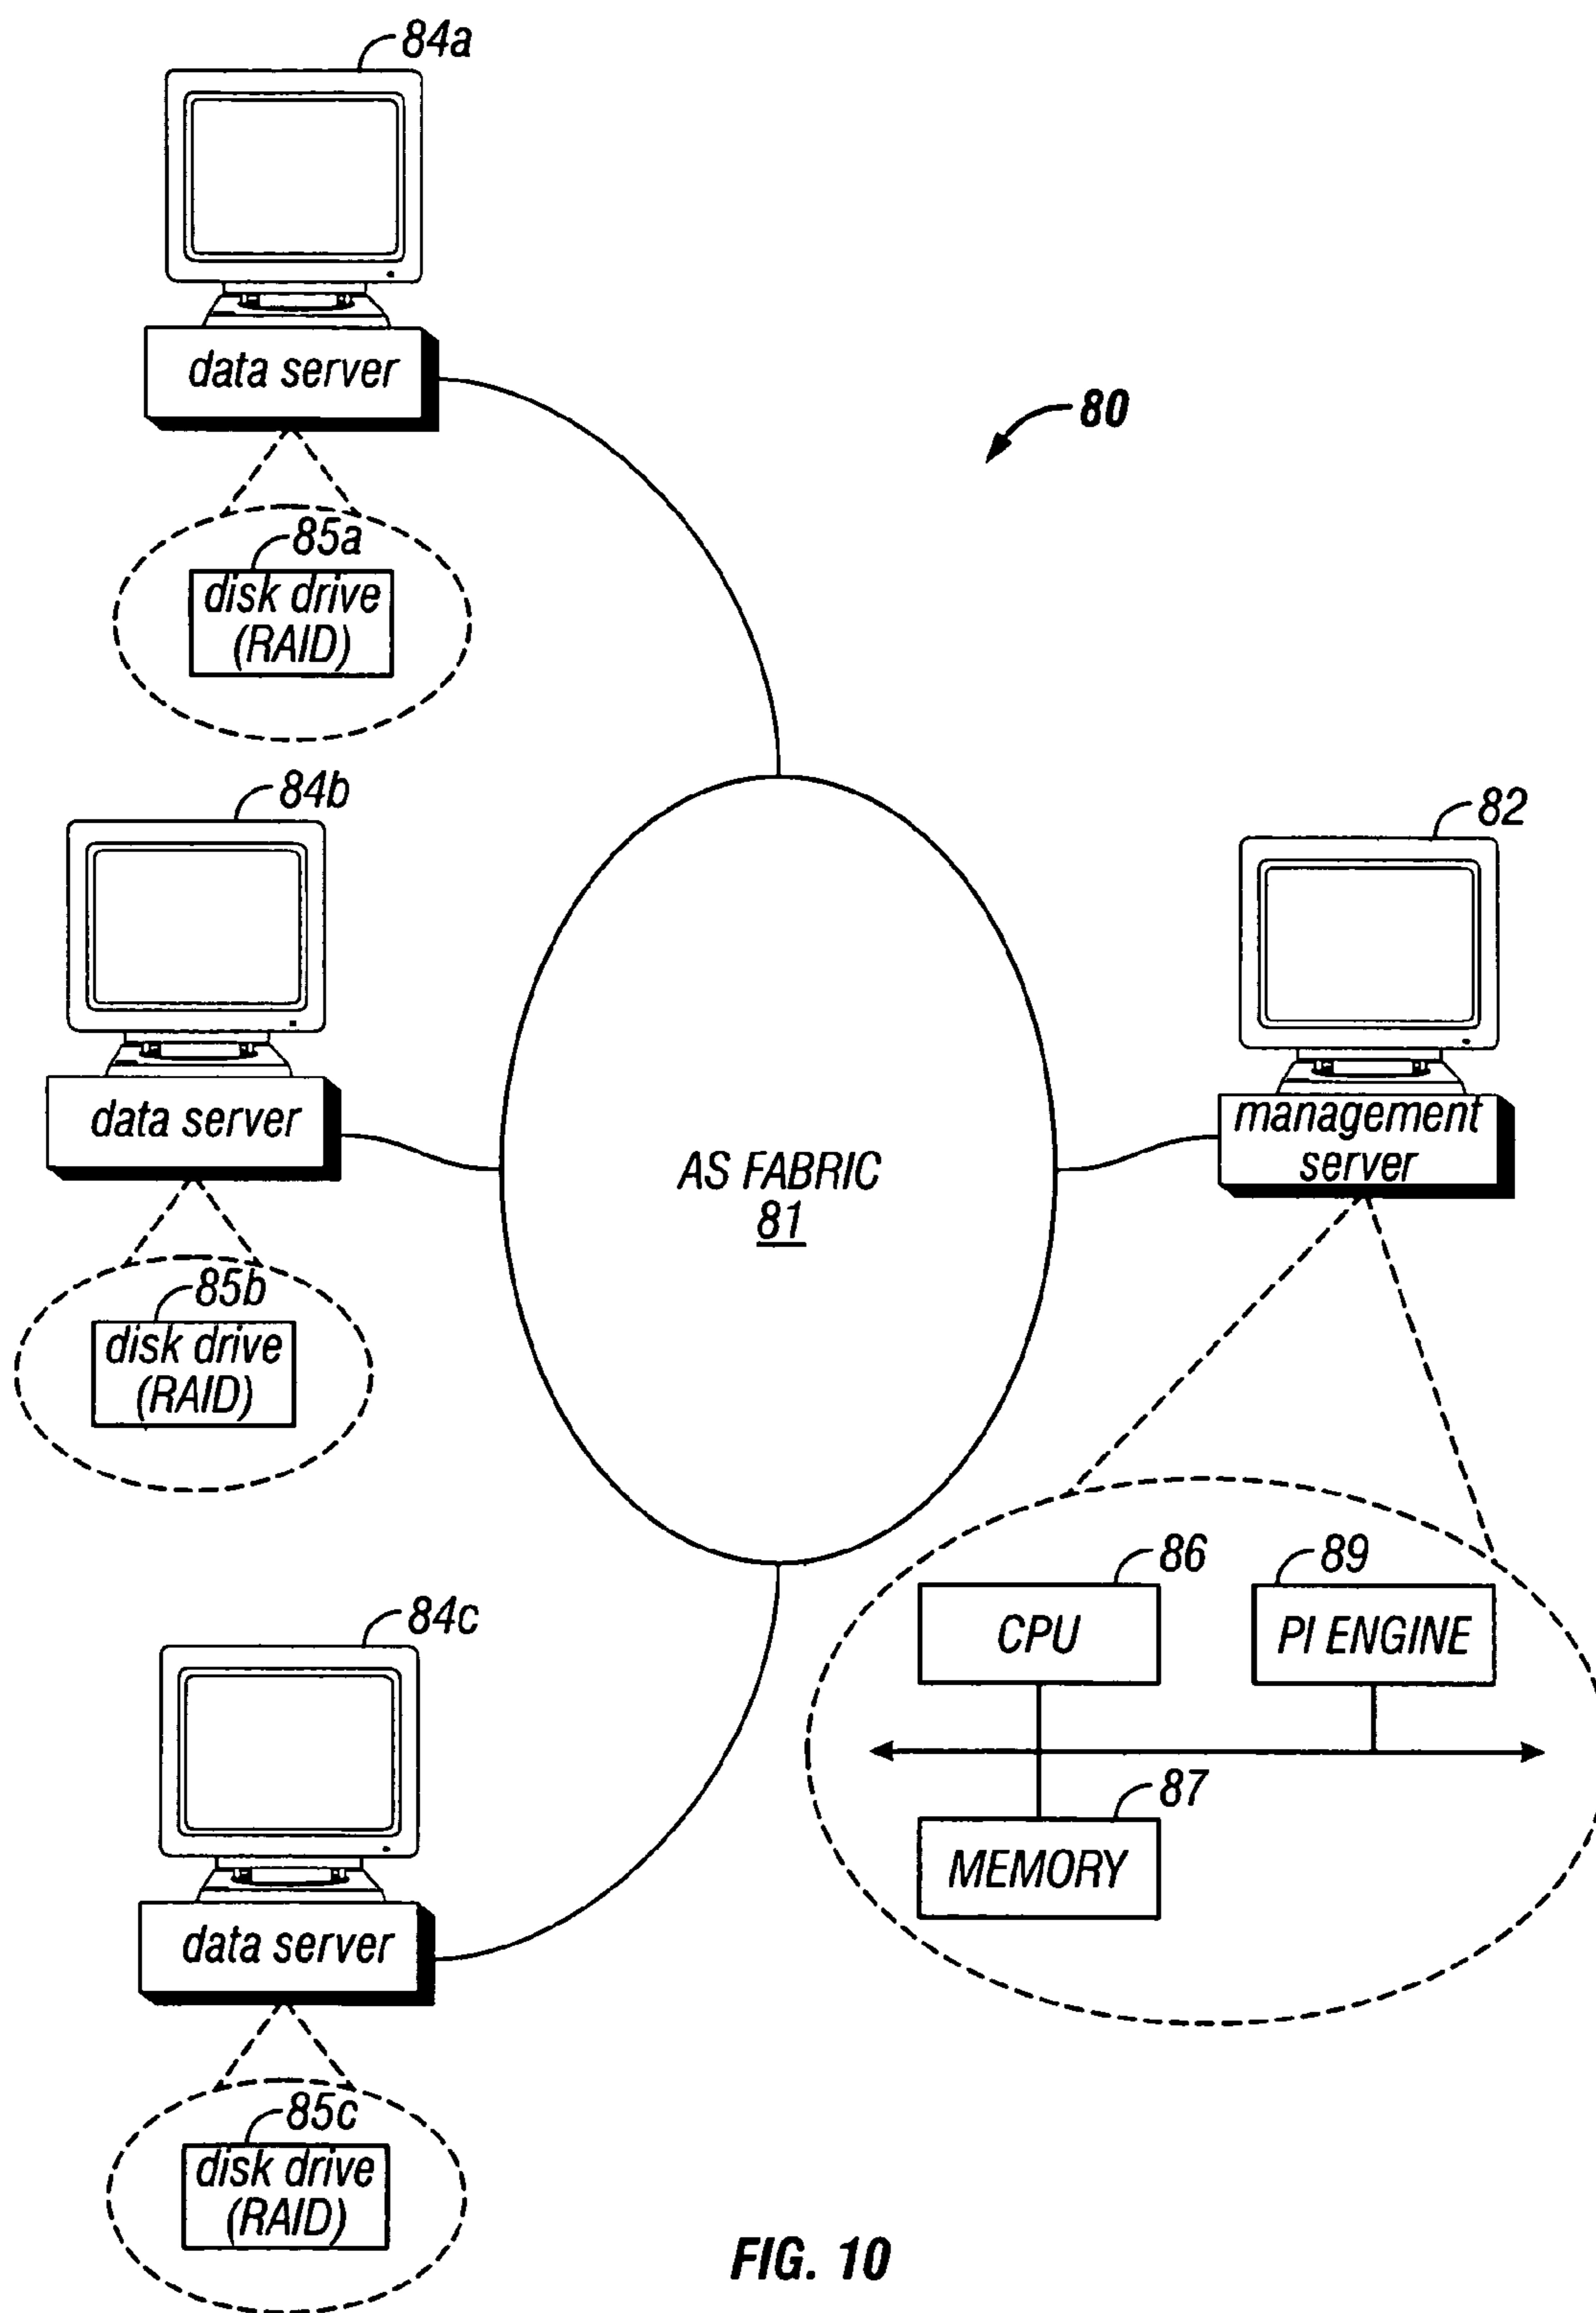 84a
data server
80
85a
disk drive
(RAID)
84b
82
data server
management
server
AS FABRIC
81
85b
disk drive
(RAID)
86
89
CPU
PI ENGINE
84c
87
MEMORY
data server
85c
disk drive
(RAID)
FIG. 10